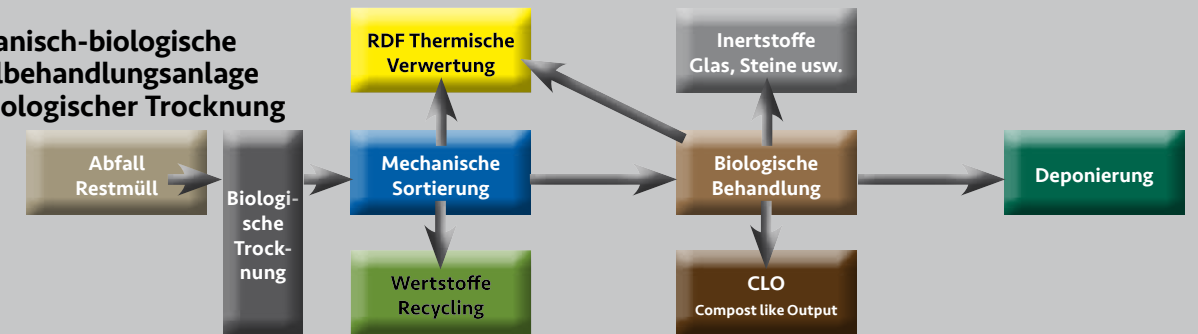 anisch-biologische
lbehandlungsanlage
ologischer Trocknung
RDF Thermische
Verwertung
Inertstoffe
Glas, Steine usw.
Abfall
Restmüll
Biologi-
sche
Trock-
nung
Mechanische
Sortierung
Biologische
Behandlung
Deponierung
Wertstoffe
Recycling
CLO
Compost like Output